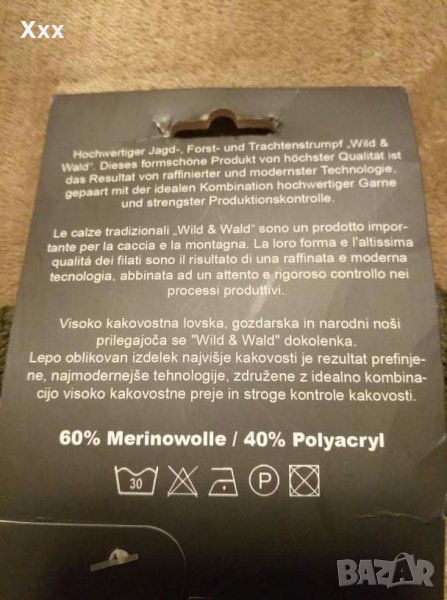 Xxx
Hochwertiger Jagd-, Forst- und Trachtenstrumpf „Wild &
Wald“. Dieses formschöne Produkt von höchster Qualität ist
das Resultat von raffinierter und modernster Technologie,
gepaart mit der idealen Kombination hochwertiger Garne
und strengster Produktionskontrolle.
Le calze tradizionali „Wild & Wald“ sono un prodotto impor-
tante per la caccia e la montagna. La loro forma e l'altissima
qualitá dei filati sono il risultato di una raffinata e moderna
tecnologia, abbinata ad un attento e rigoroso controllo nei
processi produttivi.
Visoko kakovostna lovska, gozdarska in narodni noši
prilegajoča se "Wild & Wald" dokolenka.
Lepo oblikovan izdelek najvišje kakovosti je rezultat prefinje-
ne, najmodernejše tehnologije, združene z idealno kombina-
cijo visoko kakovostne preje in stroge kontrole kakovosti.
60% Merinowolle / 40% Polyacryl
30 P
BAZAR